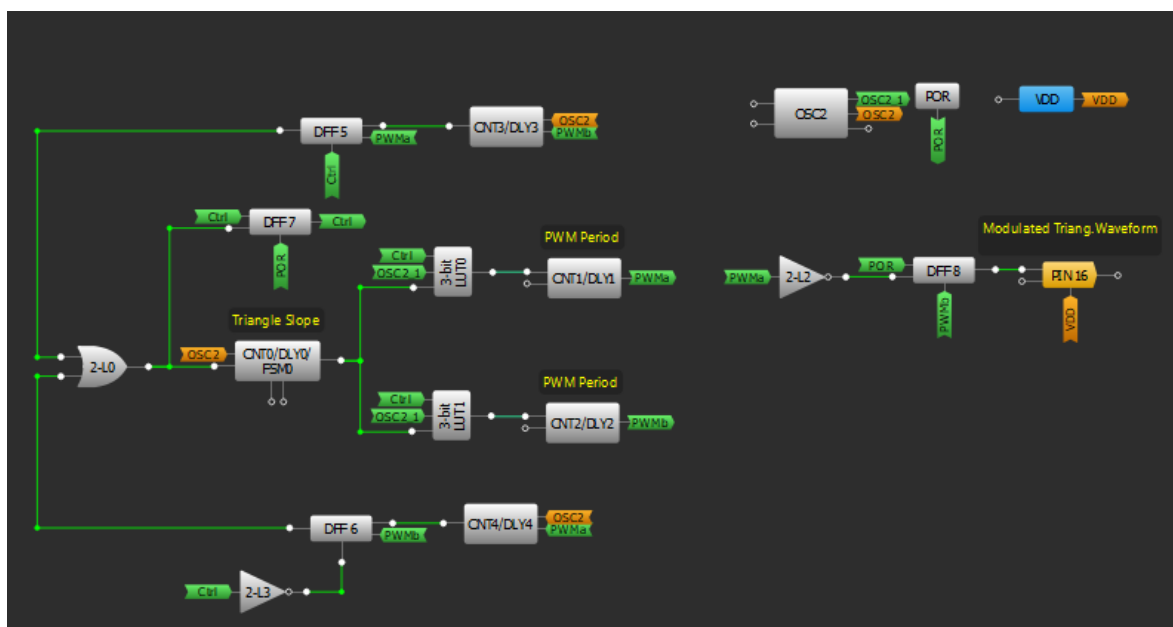 OSC2
OSC2_1
OSC2
POR
POR
VDD
VDD
DFF5
PWMa
Ctrl
CNT3/DLY3
OSC2
PWMb
Ctrl
DFF7
Ctrl
POR
Triangle Slope
OSC2
CNT0/DLY0/
FSM0
2-L0
Ctrl
OSC2_1
3-bit
LUT0
PWM Period
CNT1/DLY1
PWMa
Ctrl
OSC2_1
3-bit
LUT1
PWM Period
CNT2/DLY2
PWMb
PWMa
2-L2
POR
DFF8
PWMb
Modulated Triang.Waveform
PIN 16
VDD
DFF6
PWMb
CNT4/DLY4
OSC2
PWMa
Ctrl
2-L3